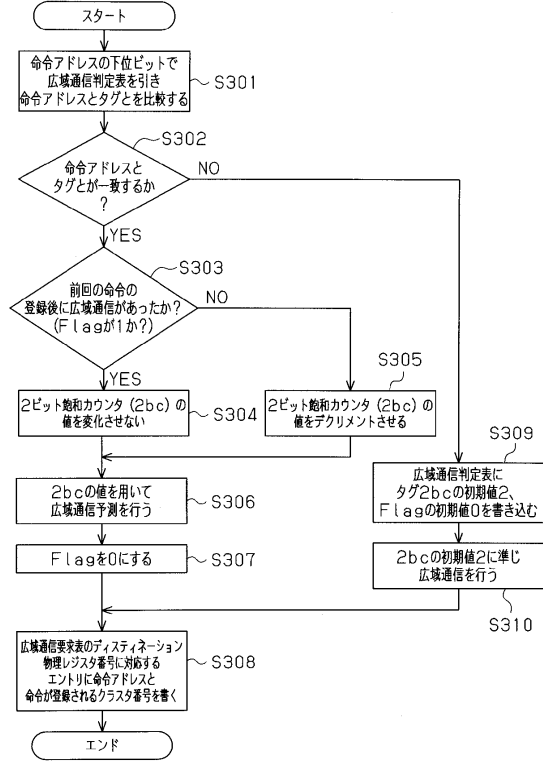 スタート
命令アドレスの下位ビットで
広域通信判定表を引き
命令アドレスとタグとを比較する
S301
S302
命令アドレスと
タグとが一致するか
?
NO
YES
S303
前回の命令の
登録後に広域通信があったか?
(Flagが1か?)
NO
YES
S305
2ビット飽和カウンタ(2bc)の
値を変化させない
S304
2ビット飽和カウンタ(2bc)の
値をデクリメントさせる
S309
広域通信判定表に
タグ2bcの初期値2、
Flagの初期値0を書き込む
2bcの値を用いて
広域通信予測を行う
S306
Flagを0にする
S307
2bcの初期値2に準じ
広域通信を行う
S310
広域通信要求表のディスティネーション
物理レジスタ番号に対応する
エントリに命令アドレスと
命令が登録されるクラスタ番号を書く
S308
エンド